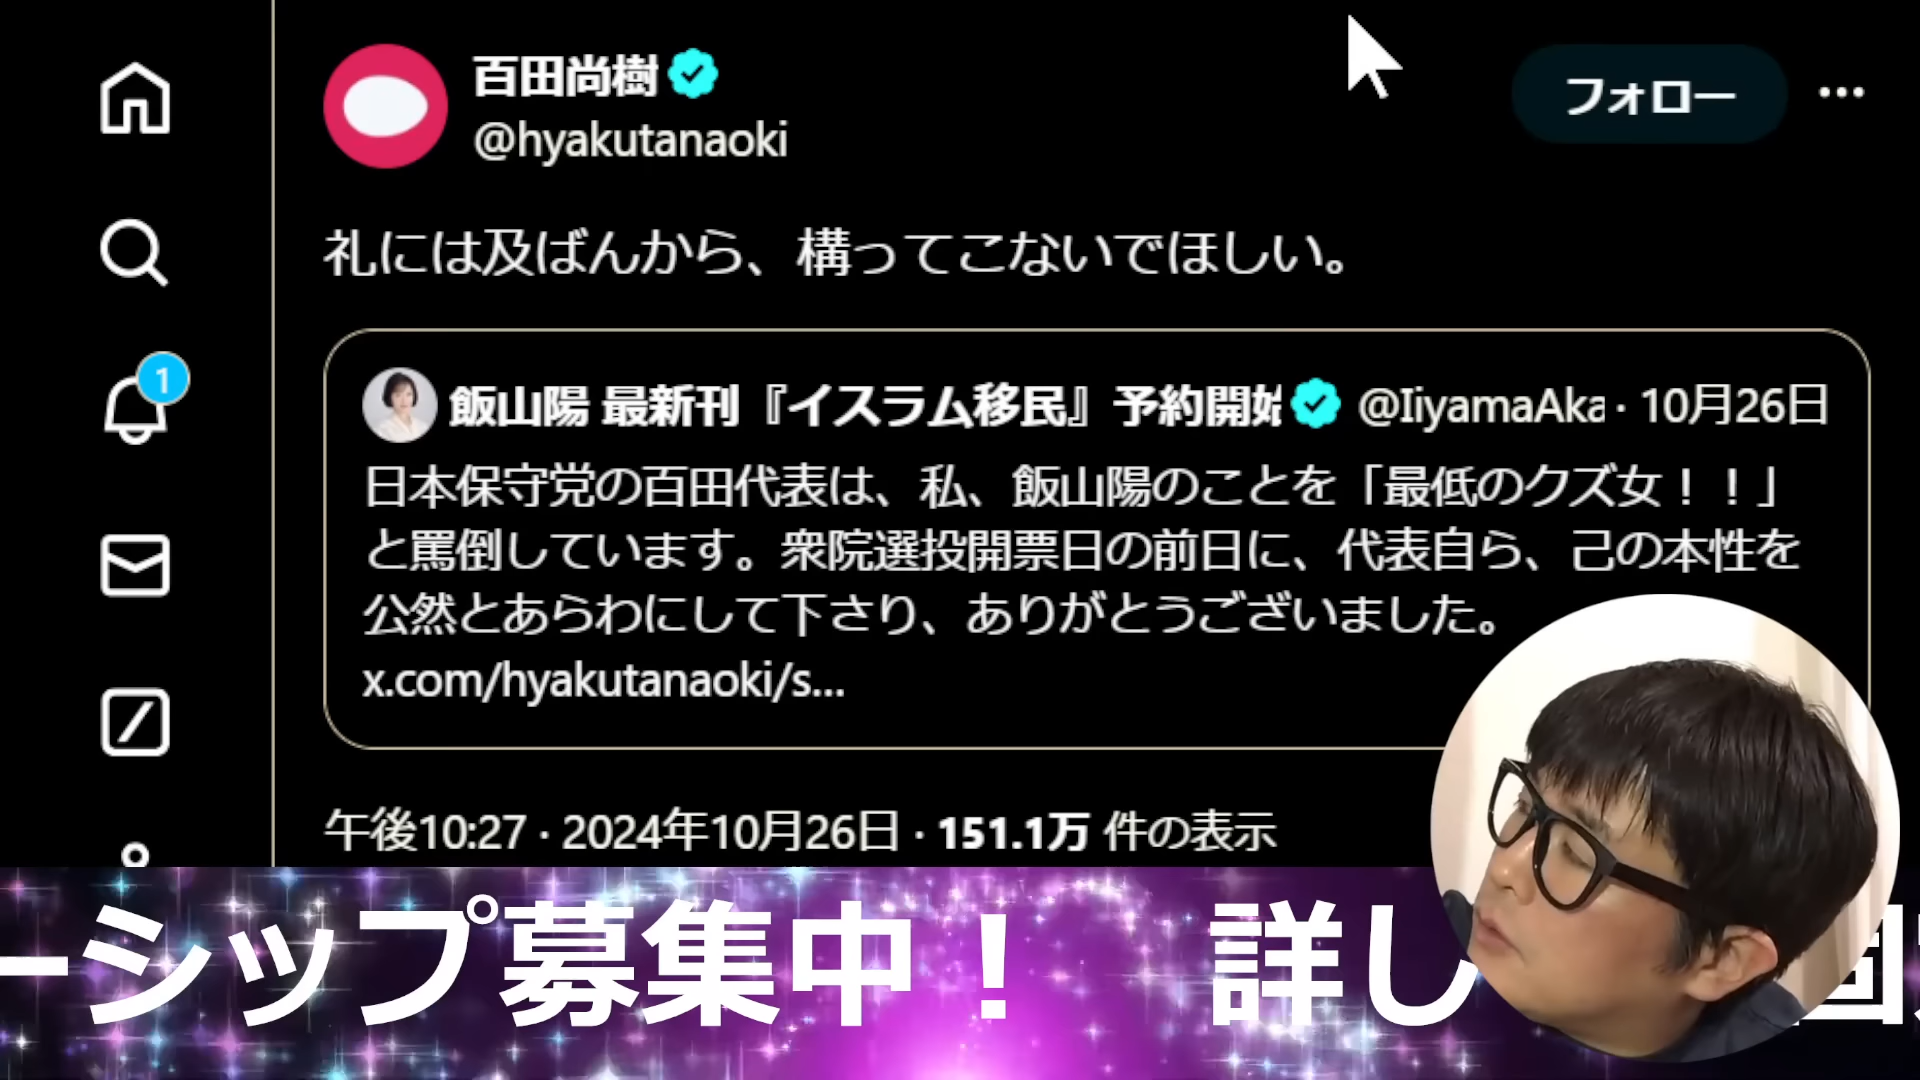 百田尚樹
@hyakutanaoki
フォロー
礼には及ばんから、構ってこないでほしい。
1
飯山陽 最新刊『イスラム移民』予約開始 @IiyamaAka · 10月26日
日本保守党の百田代表は、私、飯山陽のことを「最低のクズ女！！」
と罵倒しています。衆院選投開票日の前日に、代表自ら、己の本性を
公然とあらわにして下さり、ありがとうございました。
x.com/hyakutanaoki/s...
午後10:27 · 2024年10月26日 · 151.1万 件の表示
ーシップ募集中！ 詳し